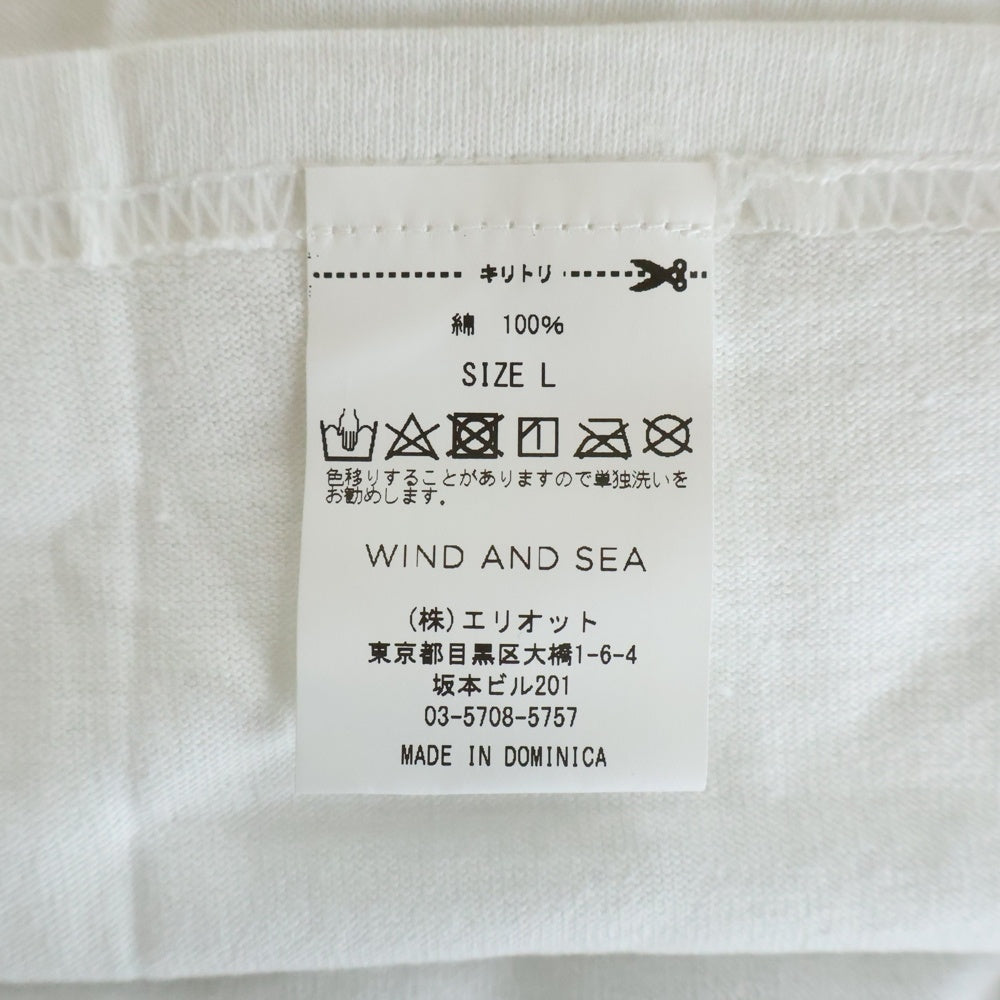 キリトリ
綿 100%
SIZE L
色移りすることがありますので単独洗いを
お勧めします。
WIND AND SEA
(株)エリオット
東京都目黒区大橋1-6-4
坂本ビル201
03-5708-5757
MADE IN DOMINICA